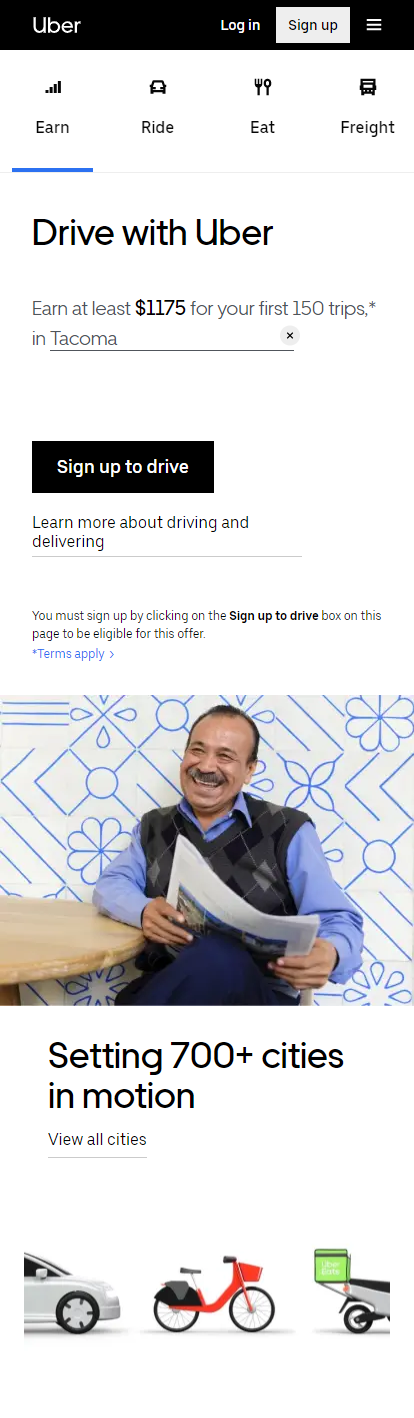 Uber
Log in
Sign up
Earn
Ride
Eat
Freight
Drive with Uber
Earn at least $1175 for your first 150 trips,*
in Tacoma
Sign up to drive
Learn more about driving and
delivering
You must sign up by clicking on the Sign up to drive box on this
page to be eligible for this offer.
*Terms apply
Setting 700+ cities
in motion
View all cities
Uber
Eats